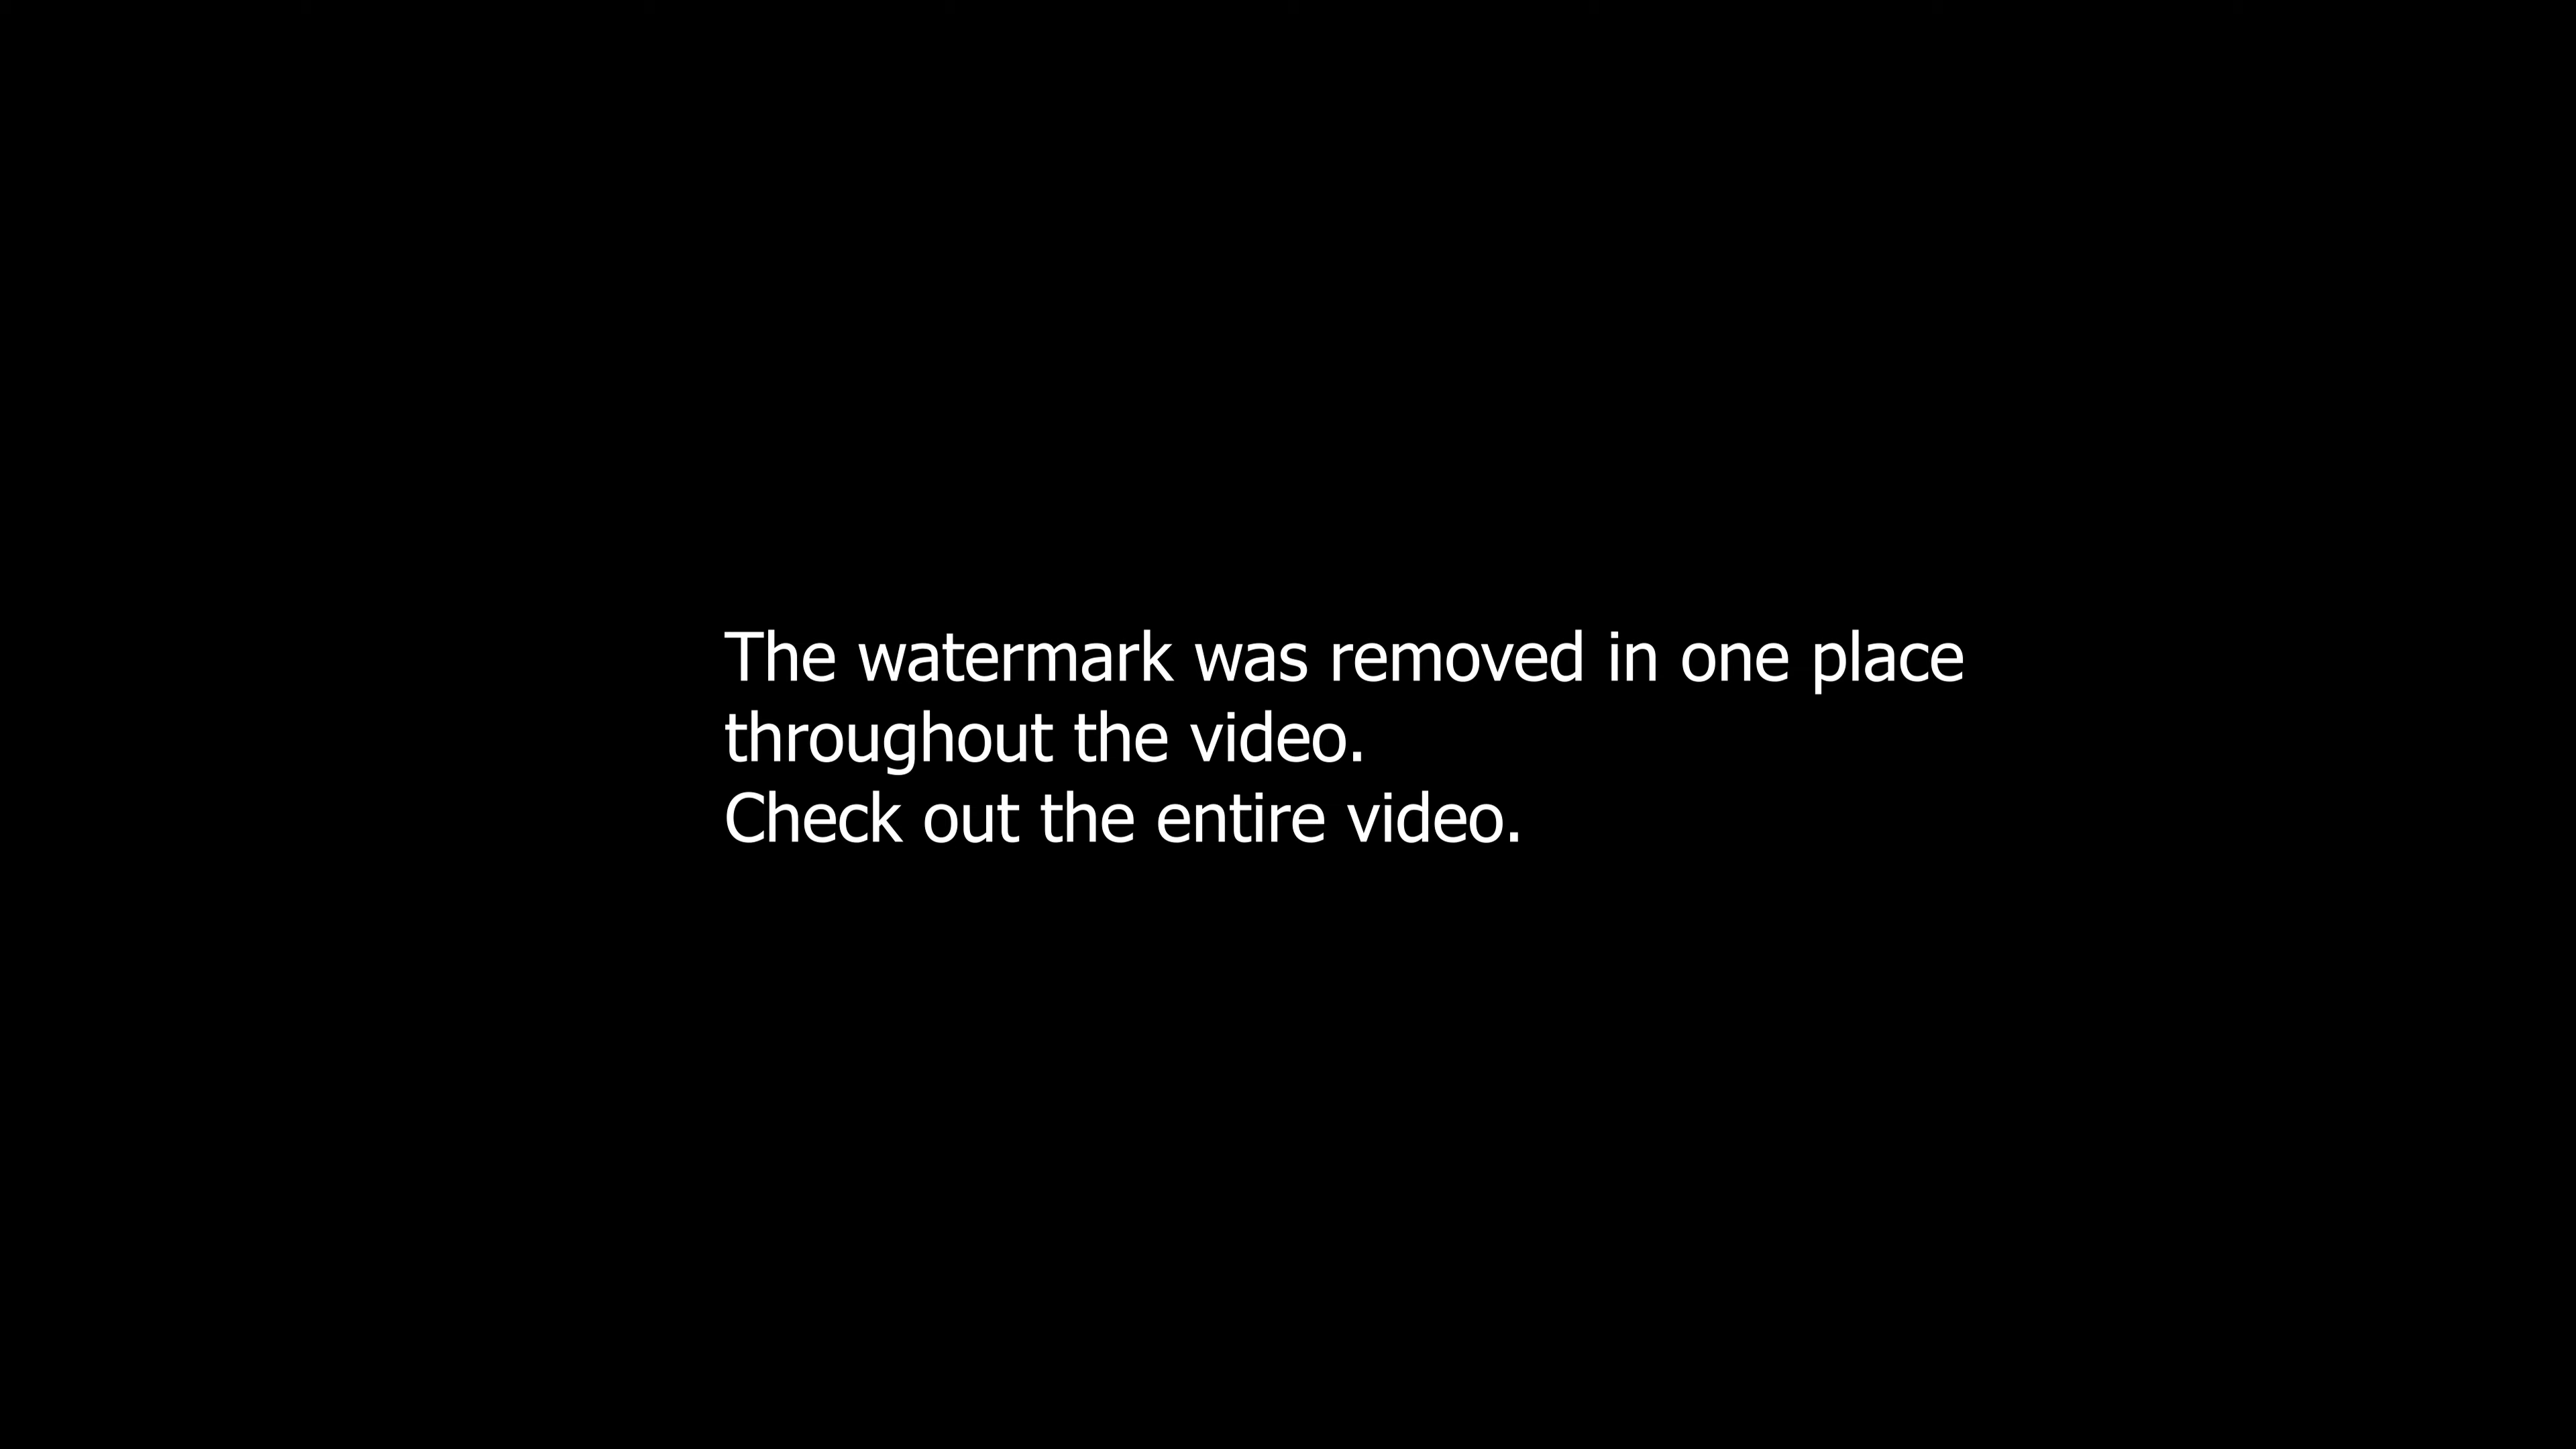 The watermark was removed in one place
throughout the video.
Check out the entire video.